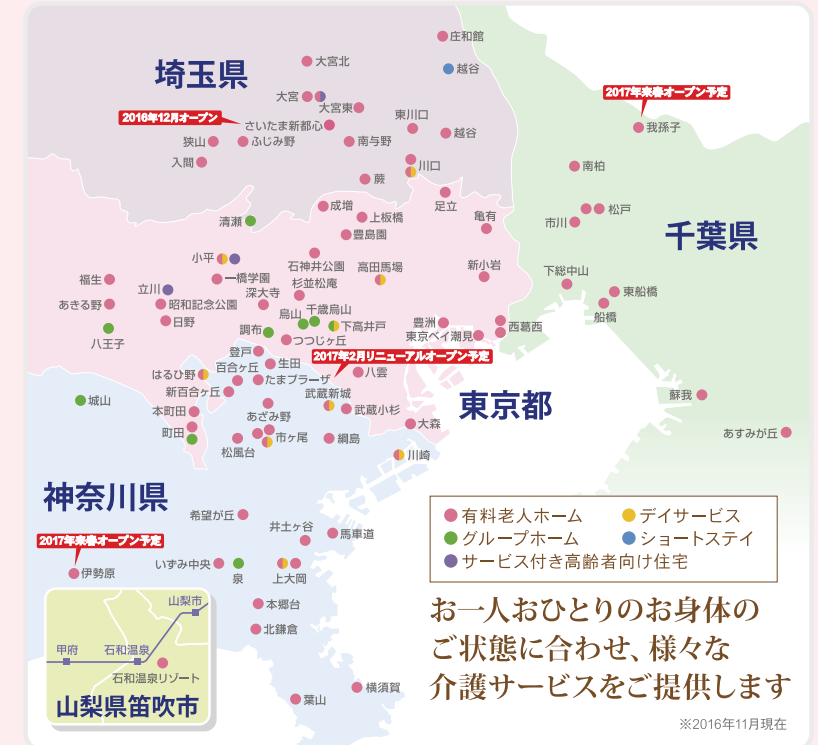 庄和館
大宮北
埼玉県
越谷
2017年来春オープン予定
大宮
大宮東
2016年12月オープン
さいたま新都心
東川口
我孫子
越谷
狭山
ふじみ野
南与野
入間
川口
南柏
蕨
足立
成増
上板橋
亀有
松戸
市川
清瀬
豊島園
千葉県
小平
石神井公園
高田馬場
新小岩
下総中山
福生
立川
一橋学園
杉並松庵
深大寺
東船橋
あきる野
昭和記念公園
船橋
烏山
千歳烏山
日野
調布
下高井戸
豊洲
西葛西
八王子
つつじヶ丘
東京ベイ潮見
登戸
2017年2月リニューアルオープン予定
生田
百合ヶ丘
はるひ野
たまプラーザ
八雲
新百合ヶ丘
武蔵新城
東京都
蘇我
城山
本町田
あざみ野
武蔵小杉
大森
町田
市ヶ尾
綱島
あすみが丘
松風台
川崎
神奈川県
希望が丘
井土ヶ谷
馬車道
2017年来春オープン予定
伊勢原
いずみ中央
泉
上大岡
本郷台
北鎌倉
横須賀
葉山
山梨市
甲府
石和温泉
石和温泉リゾート
山梨県笛吹市
有料老人ホーム
デイサービス
グループホーム
ショートステイ
サービス付き高齢者向け住宅
お一人おひとりのお身体の
ご状態に合わせ、様々な
介護サービスをご提供します
※2016年11月現在